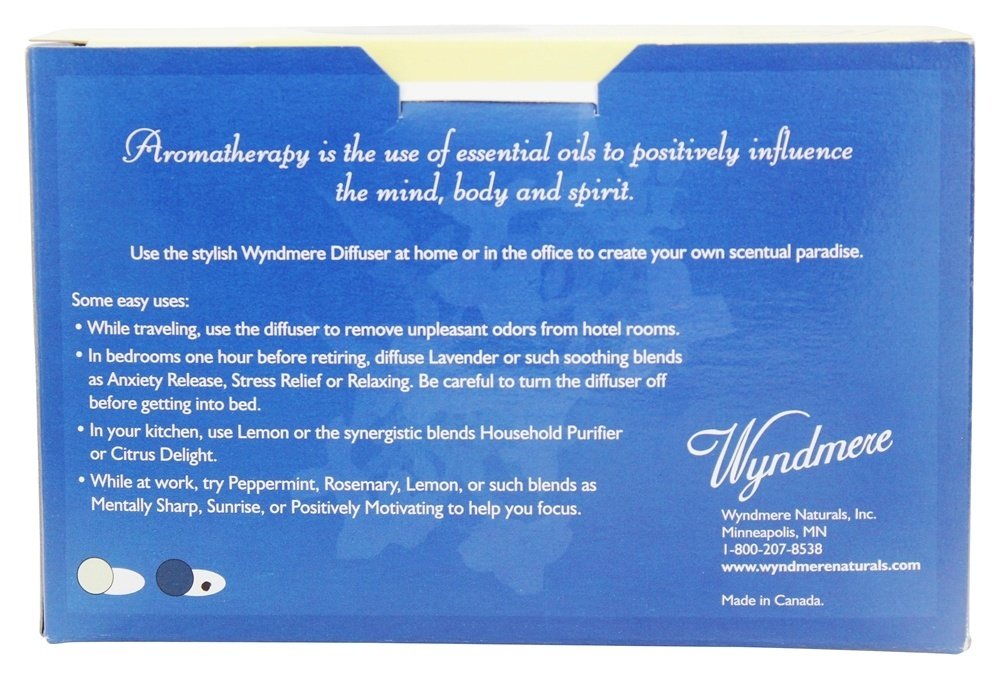 Aromatherapy is the use of essential oils to positively influence
the mind, body and spirit.
Use the stylish Wyndmere Diffuser at home or in the office to create your own scentual paradise.
Some easy uses:
• While traveling, use the diffuser to remove unpleasant odors from hotel rooms.
• In bedrooms one hour before retiring, diffuse Lavender or such soothing blends
as Anxiety Release, Stress Relief or Relaxing. Be careful to turn the diffuser off
before getting into bed.
• In your kitchen, use Lemon or the synergistic blends Household Purifier
or Citrus Delight.
• While at work, try Peppermint, Rosemary, Lemon, or such blends as
Mentally Sharp, Sunrise, or Positively Motivating to help you focus.
Wyndmere
Wyndmere Naturals, Inc.
Minneapolis, MN
1-800-207-8538
www.wyndmerenaturals.com
Made in Canada.